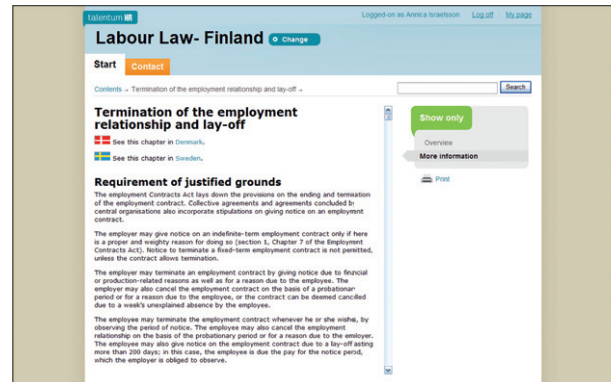 talentum HR
Logged-on as Annica Israelsson Log off My page
Labour Law- Finland Change
Start Contact
Contents → Termination of the employment relationship and lay-off →
Search
Termination of the employment
relationship and lay-off
See this chapter in Denmark.
See this chapter in Sweden.
Show only
Overview
More information
Print
Requirement of justified grounds
The employment Contracts Act lays down the provisions on the ending and termination
of the employment contract. Collective agreements and agreements concluded by
central organisations also incorporate stipulations on giving notice on an employment
contract.
The employer may give notice on an indefinite-term employment contract only if here
is a proper and weighty reason for doing so (section 1, Chapter 7 of the Employment
Contracts Act). Notice to terminate a fixed-term employment contract is not permitted,
unless the contract allows termination.
The employer may terminate an employment contract by giving notice due to financial
or production-related reasons as well as for a reason due to the employee. The
employer may also cancel the employment contract on the basis of a probationary
period or for a reason due to the employee, or the contract can be deemed cancelled
due to a week's unexplained absence by the employee.
The employee may terminate the employment contract whenever he or she wishes, by
observing the period of notice. The employee may also cancel the employment
relationship on the basis of the probationary period or for a reason due to the employer.
The employee may also give notice on the employment contract due to a lay-off lasting
more than 200 days; in this case, the employee is due the pay for the notice period,
which the employer is obliged to observe.